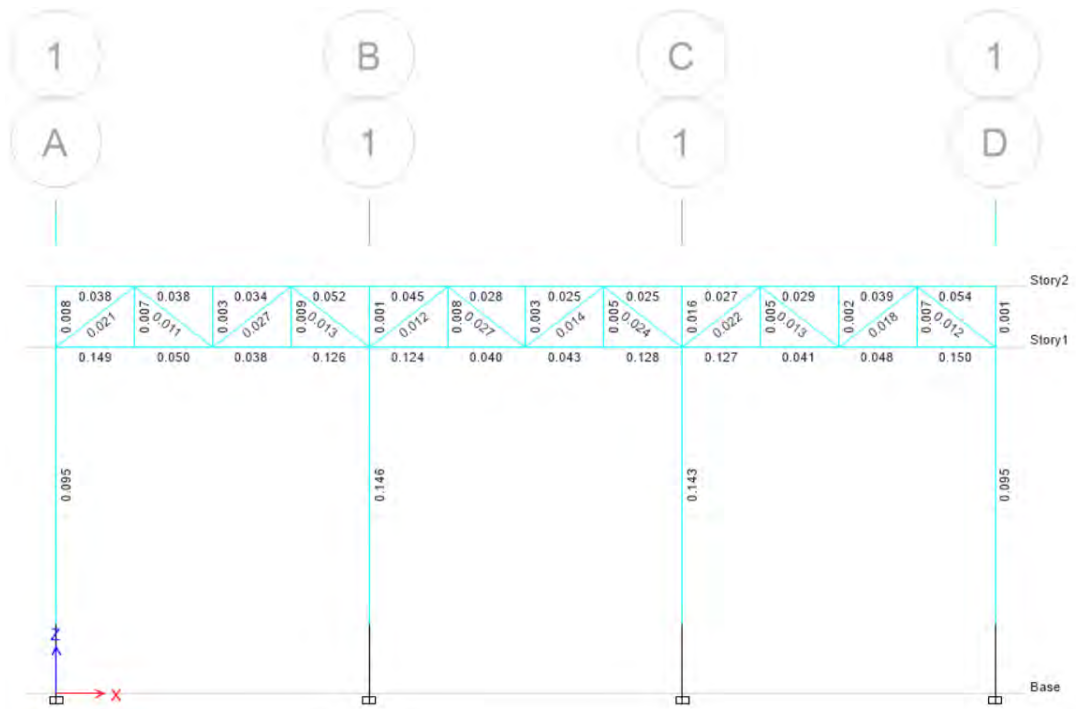 1 B C 1
A 1 1 D
Story2
0.038 0.038 0.034 0.052 0.045 0.028 0.025 0.025 0.027 0.029 0.039 0.054
0.008 0.021 0.007 0.011 0.003 0.027 0.009 0.013 0.001 0.012 0.008 0.027 0.003 0.014 0.005 0.024 0.016 0.022 0.005 0.013 0.002 0.018 0.007 0.012 0.001
Story1
0.149 0.050 0.038 0.126 0.124 0.040 0.043 0.128 0.127 0.041 0.048 0.150
0.095 0.146 0.143 0.095
Z
X
Base